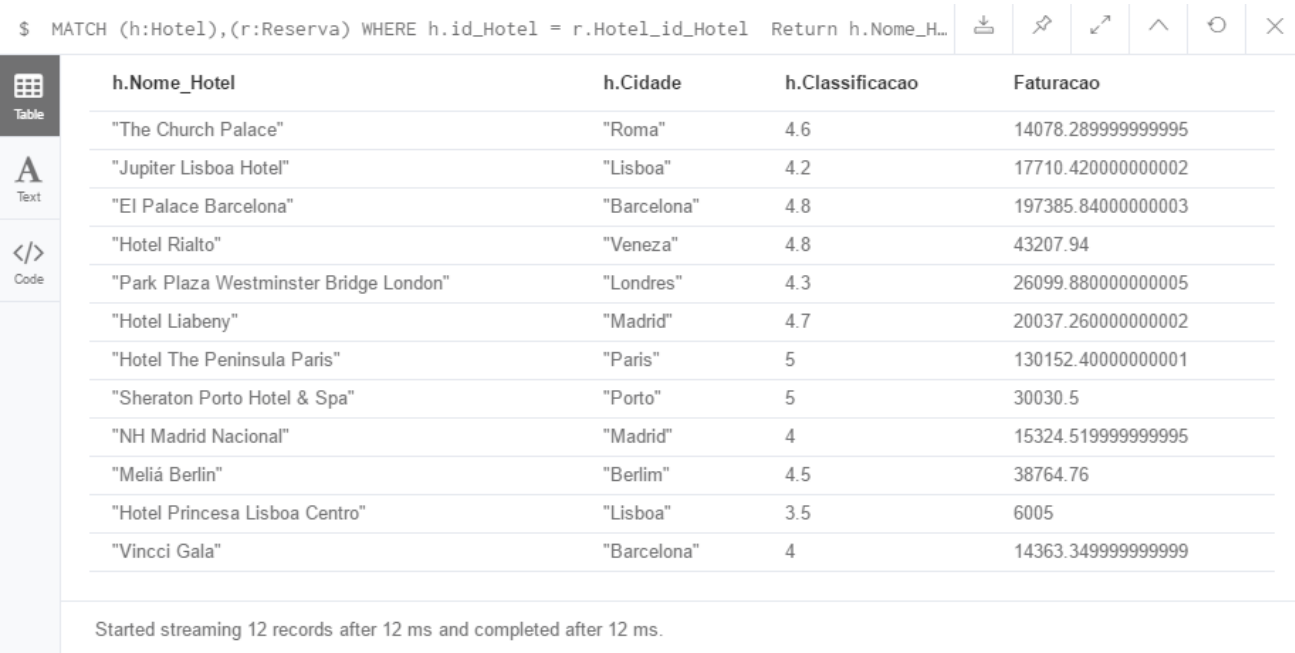 $ MATCH (h:Hotel),(r:Reserva) WHERE h.id_Hotel = r.Hotel_id_Hotel Return h.Nome_H…
Table
Text
Code
h.Nome_Hotel h.Cidade h.Classificacao Faturacao
"The Church Palace" "Roma" 4.6 14078.289999999995
"Jupiter Lisboa Hotel" "Lisboa" 4.2 17710.420000000002
"El Palace Barcelona" "Barcelona" 4.8 197385.84000000003
"Hotel Rialto" "Veneza" 4.8 43207.94
"Park Plaza Westminster Bridge London" "Londres" 4.3 26099.880000000005
"Hotel Liabeny" "Madrid" 4.7 20037.260000000002
"Hotel The Peninsula Paris" "Paris" 5 130152.40000000001
"Sheraton Porto Hotel & Spa" "Porto" 5 30030.5
"NH Madrid Nacional" "Madrid" 4 15324.519999999995
"Meliá Berlin" "Berlim" 4.5 38764.76
"Hotel Princesa Lisboa Centro" "Lisboa" 3.5 6005
"Vincci Gala" "Barcelona" 4 14363.349999999999
Started streaming 12 records after 12 ms and completed after 12 ms.